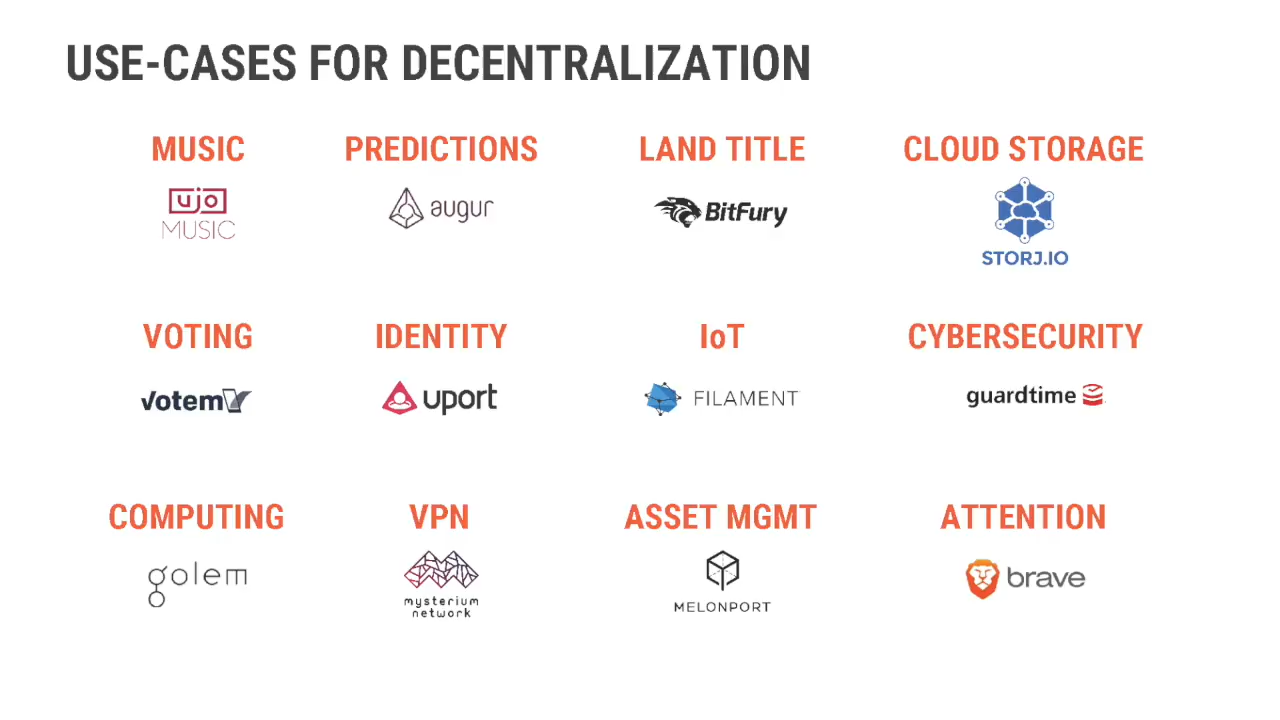 USE-CASES FOR DECENTRALIZATION
MUSIC
PREDICTIONS
LAND TITLE
CLOUD STORAGE
ujo
MUSIC
augur
BitFury
STORJ.IO
VOTING
IDENTITY
IoT
CYBERSECURITY
votem
uport
FILAMENT
guardtime
COMPUTING
VPN
ASSET MGMT
ATTENTION
golem
mysterium
network
MELONPORT
brave